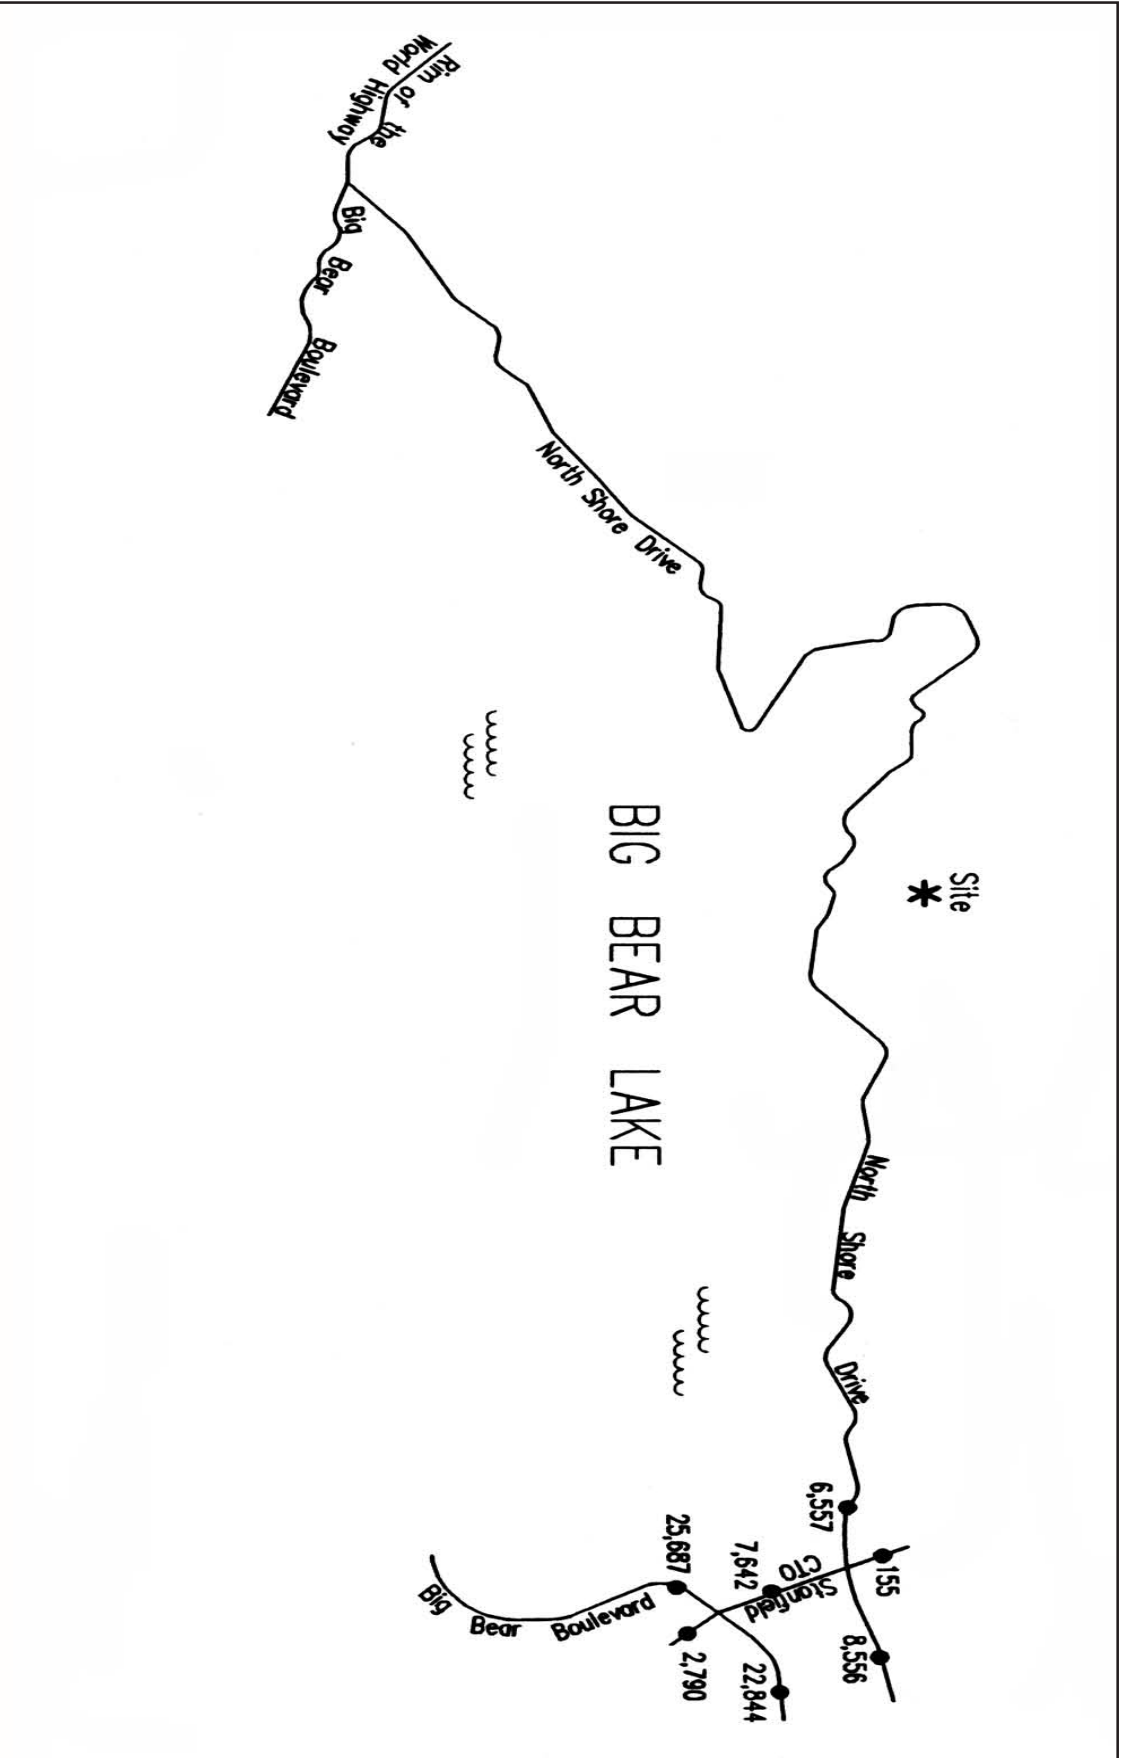 Rim of the
World Highway
Big Bear Boulevard
North Shore Drive
Site
BIG BEAR LAKE
North Shore Drive
6,557
155
8,556
Stanfield
CTO
7,642
25,687
2,790
22,844
Big Bear Boulevard